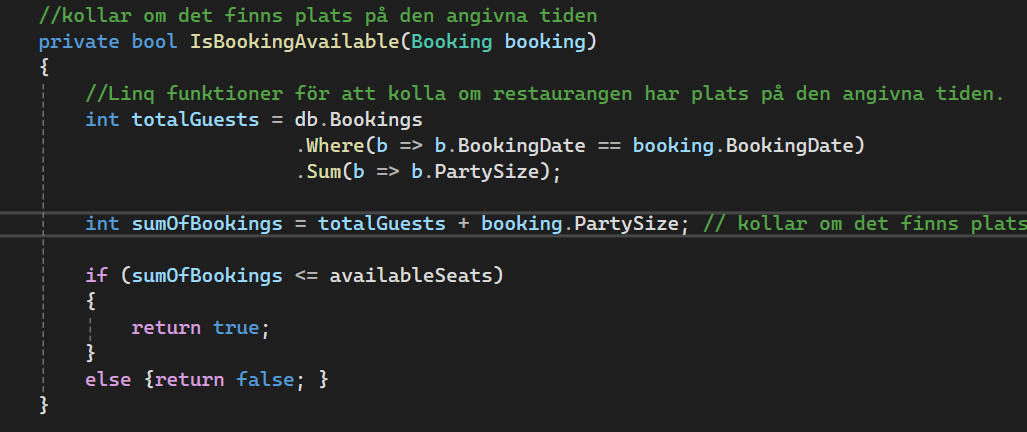 //kollar om det finns plats på den angivna tiden
private bool IsBookingAvailable(Booking booking)
{
//Linq funktioner för att kolla om restaurangen har plats på den angivna tiden.
int totalGuests = db.Bookings
.Where(b => b.BookingDate == booking.BookingDate)
.Sum(b => b.PartySize);
int sumOfBookings = totalGuests + booking.PartySize; // kollar om det finns plats
if (sumOfBookings <= availableSeats)
{
return true;
}
else {return false; }
}